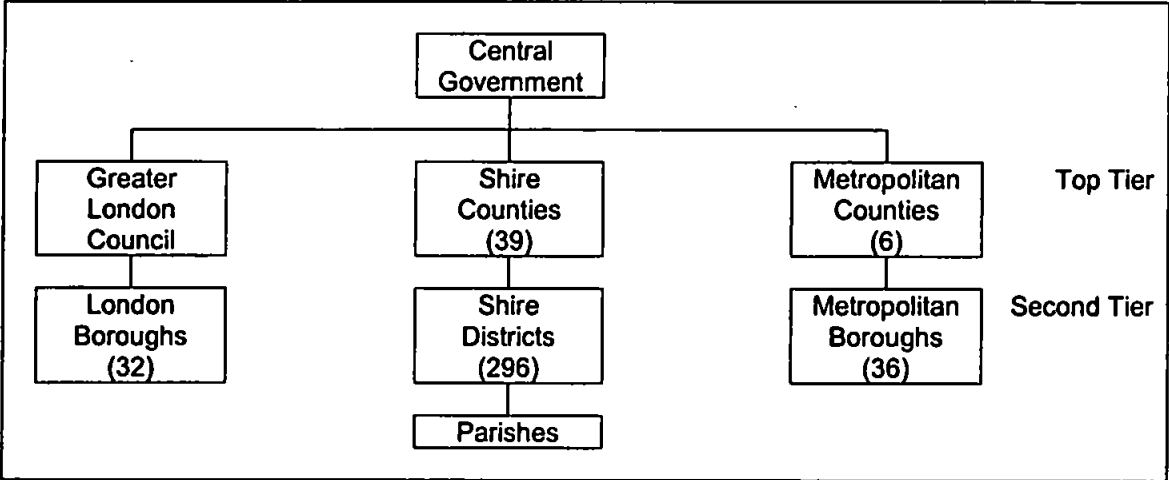 Central
Government
Greater
London
Council
Shire
Counties
(39)
Metropolitan
Counties
(6)
Top Tier
London
Boroughs
(32)
Shire
Districts
(296)
Metropolitan
Boroughs
(36)
Second Tier
Parishes